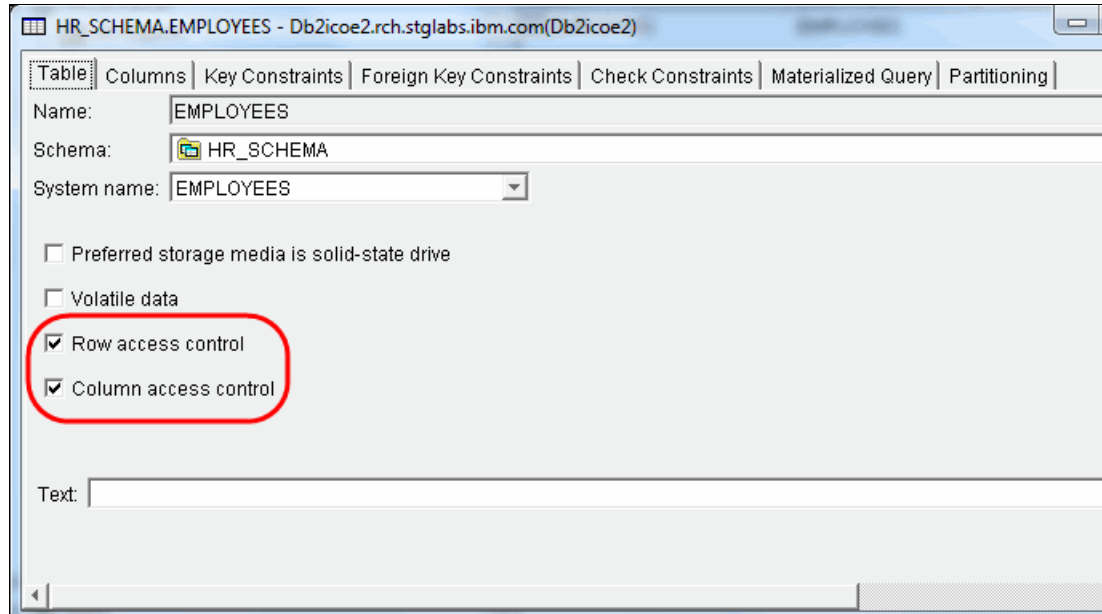 HR_SCHEMA.EMPLOYEES - Db2icoe2.rch.stglabs.ibm.com(Db2icoe2)
Table Columns Key Constraints Foreign Key Constraints Check Constraints Materialized Query Partitioning
Name: EMPLOYEES
Schema: HR_SCHEMA
System name: EMPLOYEES
Preferred storage media is solid-state drive
Volatile data
Row access control
Column access control
Text: